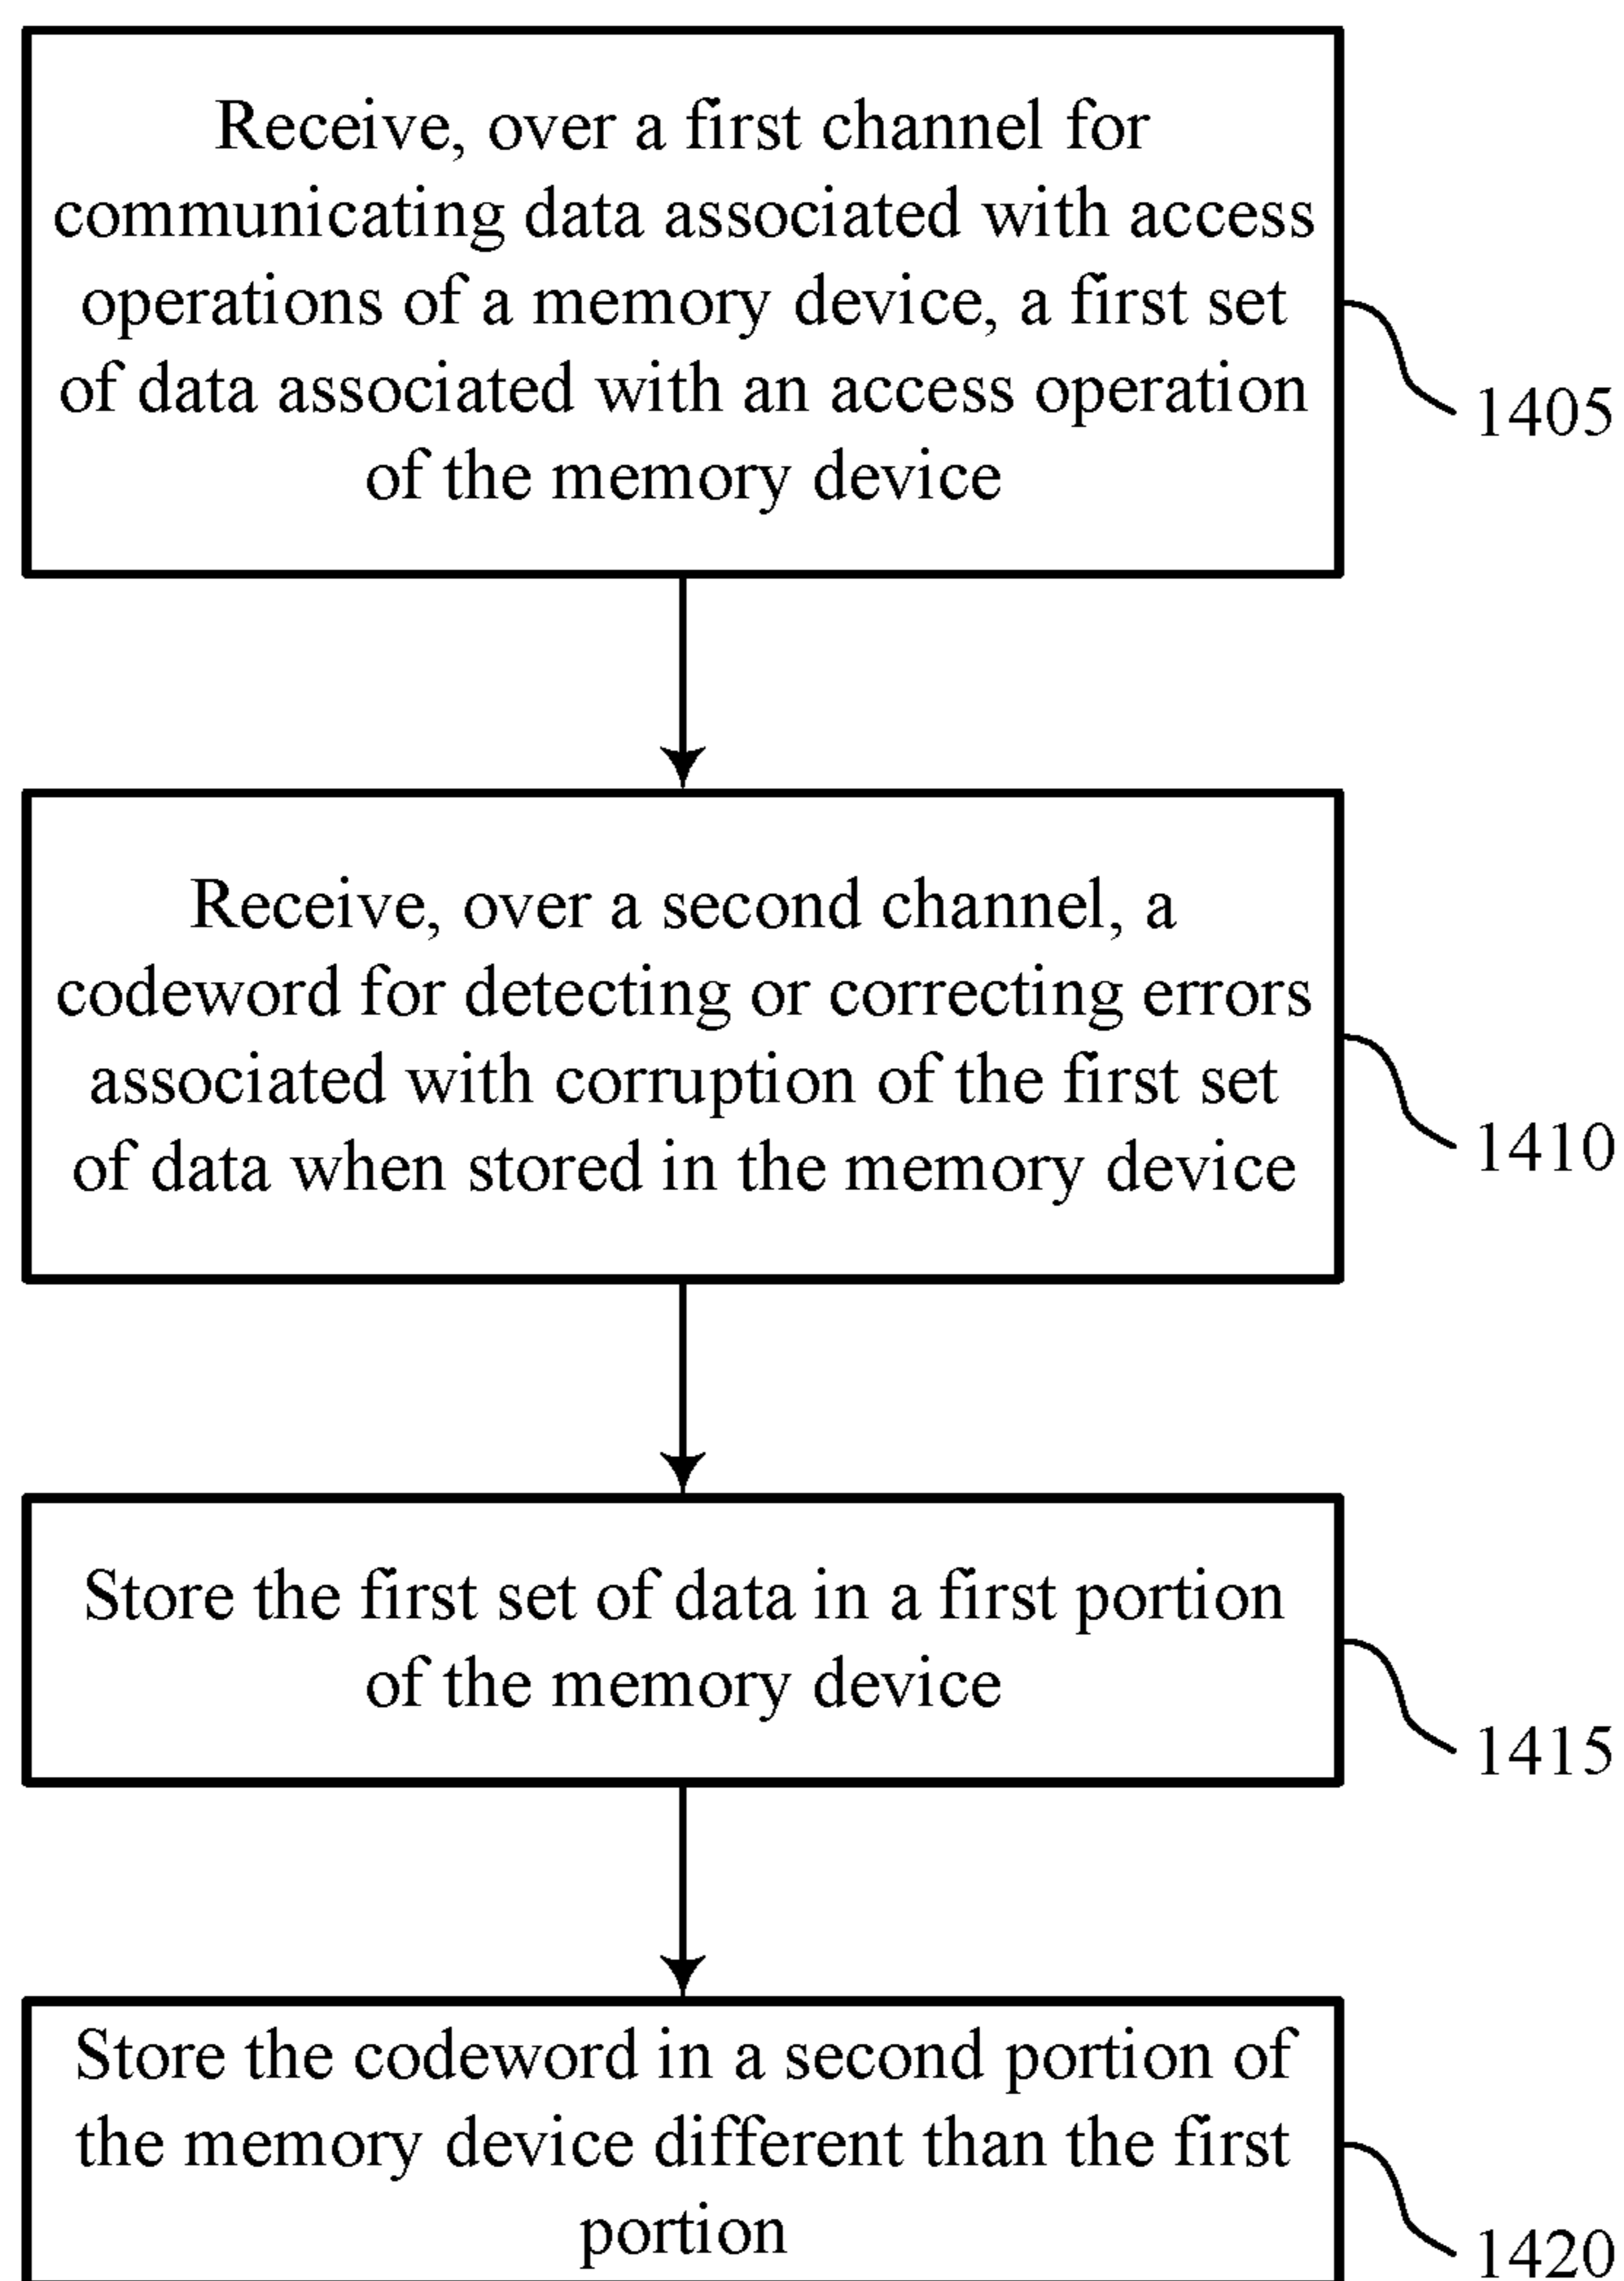 Receive, over a first channel for
communicating data associated with access
operations of a memory device, a first set
of data associated with an access operation
of the memory device
1405
Receive, over a second channel, a
codeword for detecting or correcting errors
associated with corruption of the first set
of data when stored in the memory device
1410
Store the first set of data in a first portion
of the memory device
1415
Store the codeword in a second portion of
the memory device different than the first
portion
1420